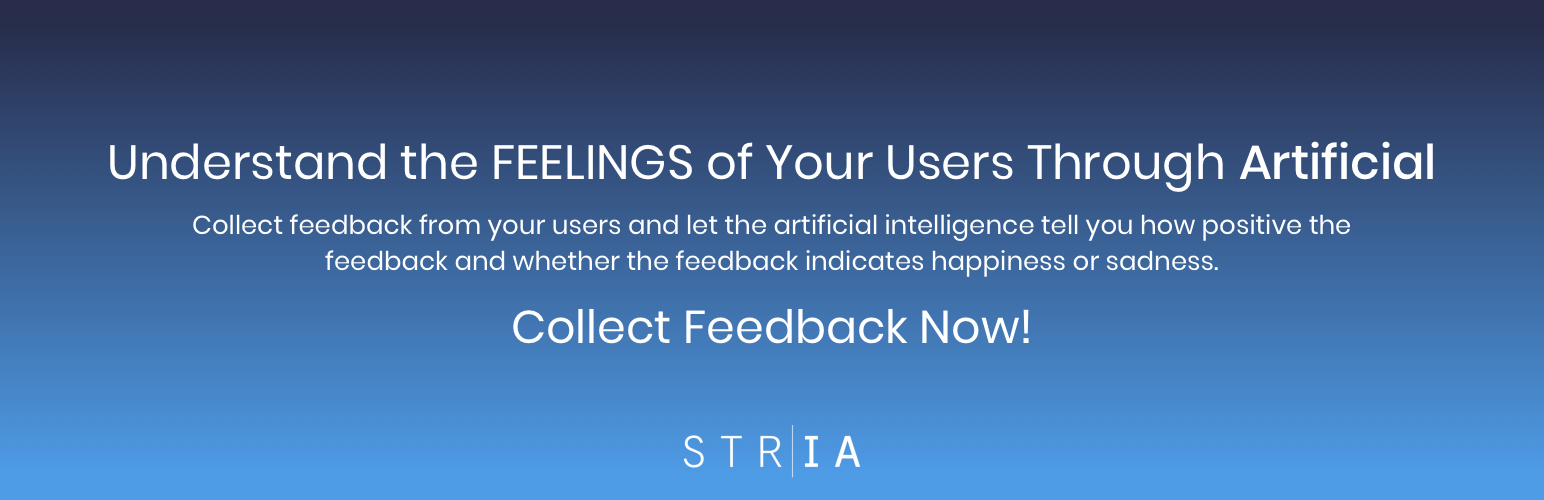 Understand the FEELINGS of Your Users Through Artificial
Collect feedback from your users and let the artificial intelligence tell you how positive the
feedback and whether the feedback indicates happiness or sadness.
Collect Feedback Now!
STR|IA